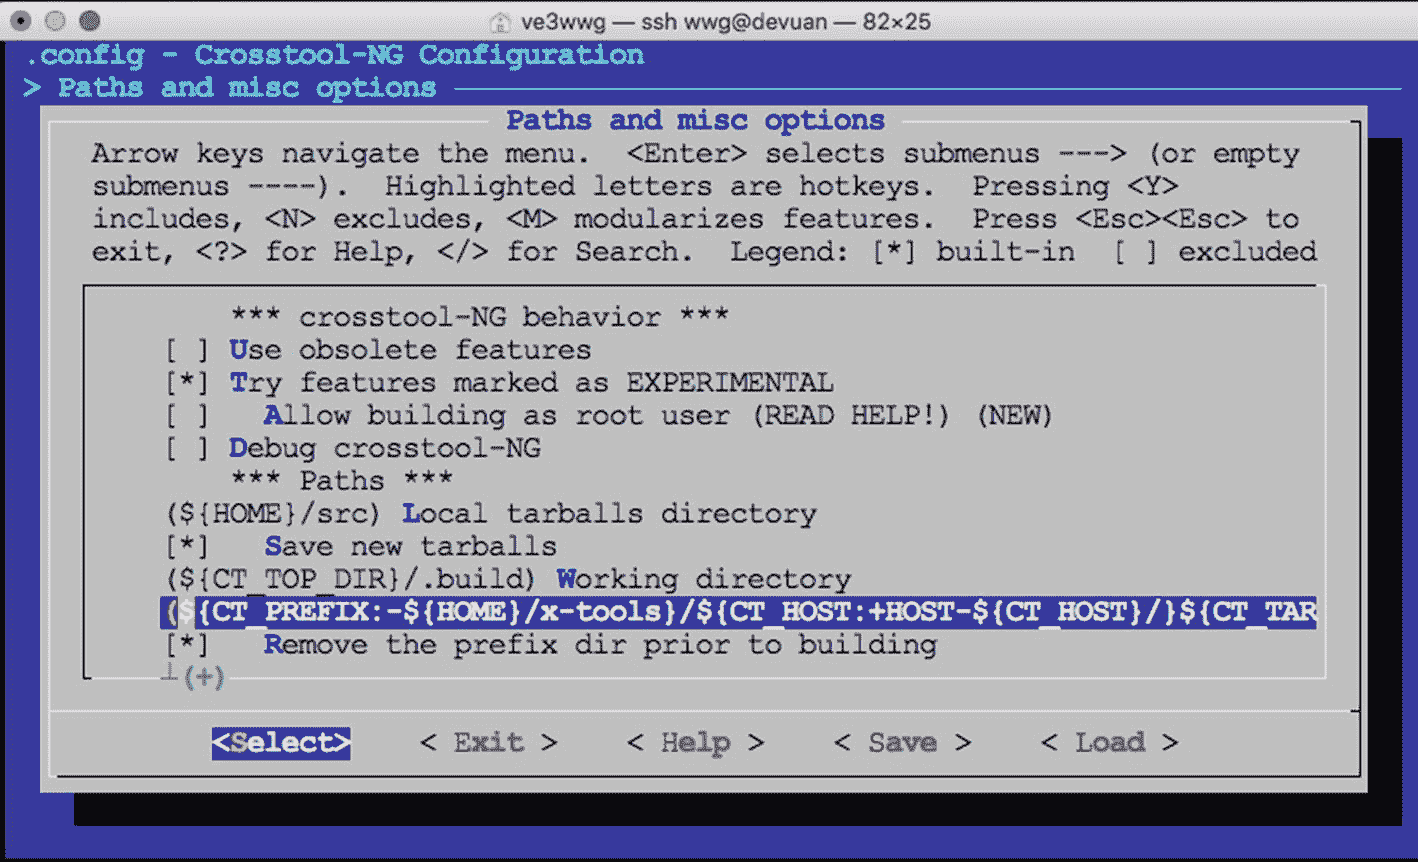 ve3wwg — ssh wwg@devuan — 82×25
.config - Crosstool-NG Configuration
> Paths and misc options
Paths and misc options
Arrow keys navigate the menu.  <Enter> selects submenus ---> (or empty
submenus ----).  Highlighted letters are hotkeys.  Pressing <Y>
includes, <N> excludes, <M> modularizes features.  Press <Esc><Esc> to
exit, <?> for Help, </> for Search.  Legend: [*] built-in  [ ] excluded
*** crosstool-NG behavior ***
[ ] Use obsolete features
[*] Try features marked as EXPERIMENTAL
[ ]   Allow building as root user (READ HELP!) (NEW)
[ ] Debug crosstool-NG
*** Paths ***
(${HOME}/src) Local tarballs directory
[*]   Save new tarballs
(${CT_TOP_DIR}/.build) Working directory
(${CT_PREFIX:-${HOME}/x-tools}/${CT_HOST:+HOST-${CT_HOST}/}${CT_TAR
[*]   Remove the prefix dir prior to building
┴(+)
<Select>    < Exit >    < Help >    < Save >    < Load >